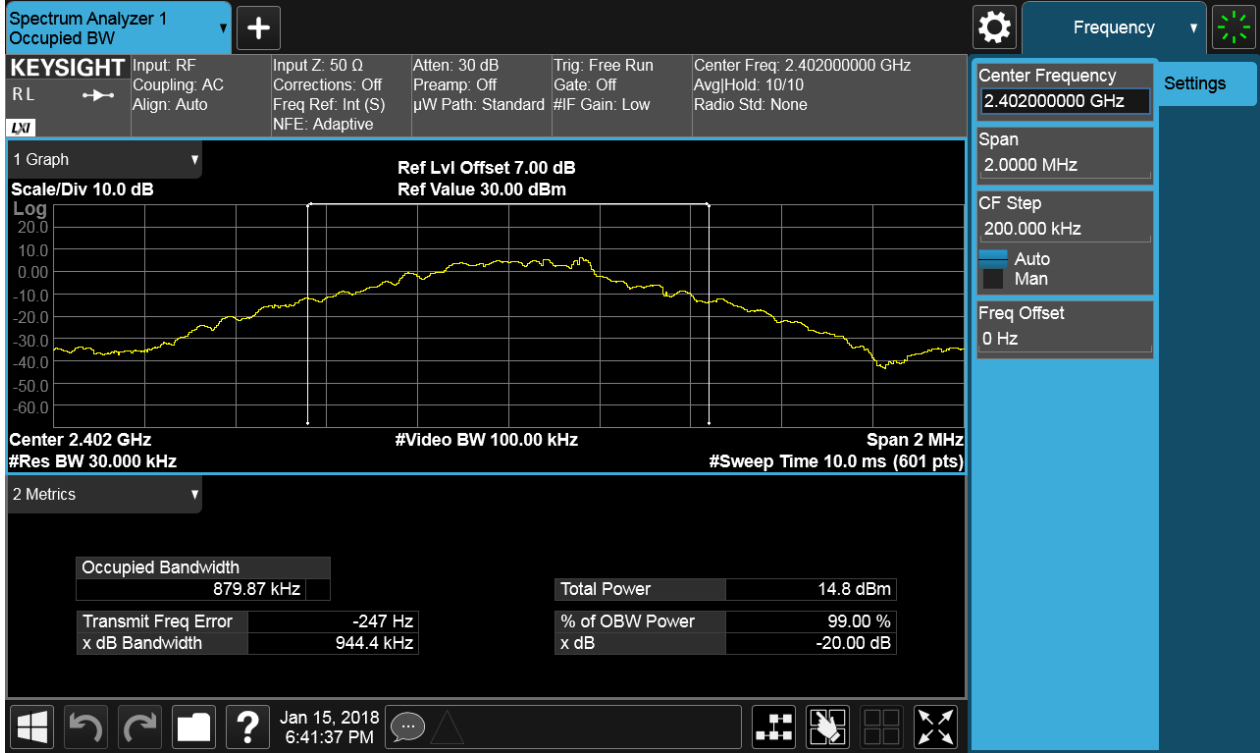 Spectrum Analyzer 1
Occupied BW
Frequency
KEYSIGHT
RL
LXI
Input: RF
Coupling: AC
Align: Auto
Input Z: 50 Ω
Corrections: Off
Freq Ref: Int (S)
NFE: Adaptive
Atten: 30 dB
Preamp: Off
µW Path: Standard
Trig: Free Run
Gate: Off
#IF Gain: Low
Center Freq: 2.402000000 GHz
Avg|Hold: 10/10
Radio Std: None
Center Frequency
2.402000000 GHz
Settings
Span
2.0000 MHz
CF Step
200.000 kHz
Auto
Man
Freq Offset
0 Hz
1 Graph
Scale/Div 10.0 dB
Ref Lvl Offset 7.00 dB
Ref Value 30.00 dBm
Log
20.0
10.0
0.00
-10.0
-20.0
-30.0
-40.0
-50.0
-60.0
Center 2.402 GHz
#Video BW 100.00 kHz
Span 2 MHz
#Res BW 30.000 kHz
#Sweep Time 10.0 ms (601 pts)
2 Metrics
Occupied Bandwidth
879.87 kHz
Total Power 14.8 dBm
Transmit Freq Error -247 Hz
% of OBW Power 99.00 %
x dB Bandwidth 944.4 kHz
x dB -20.00 dB
?
Jan 15, 2018
6:41:37 PM